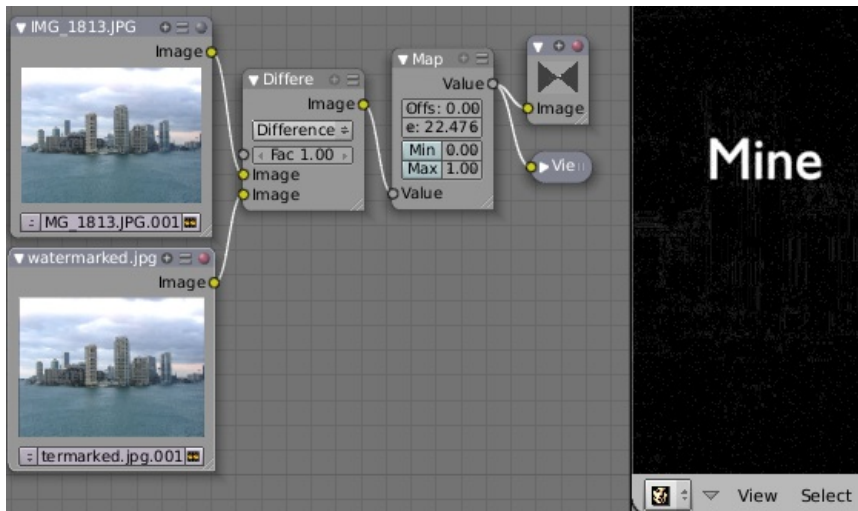 IMG_1813.JPG
Image
MG_1813.JPG.001
watermarked.jpg
Image
termarked.jpg.001
Differe
Image
Difference
Fac 1.00
Image
Image
Map
Value
Offs: 0.00
e: 22.476
Min 0.00
Max 1.00
Value
Image
Vie
Mine
View Select